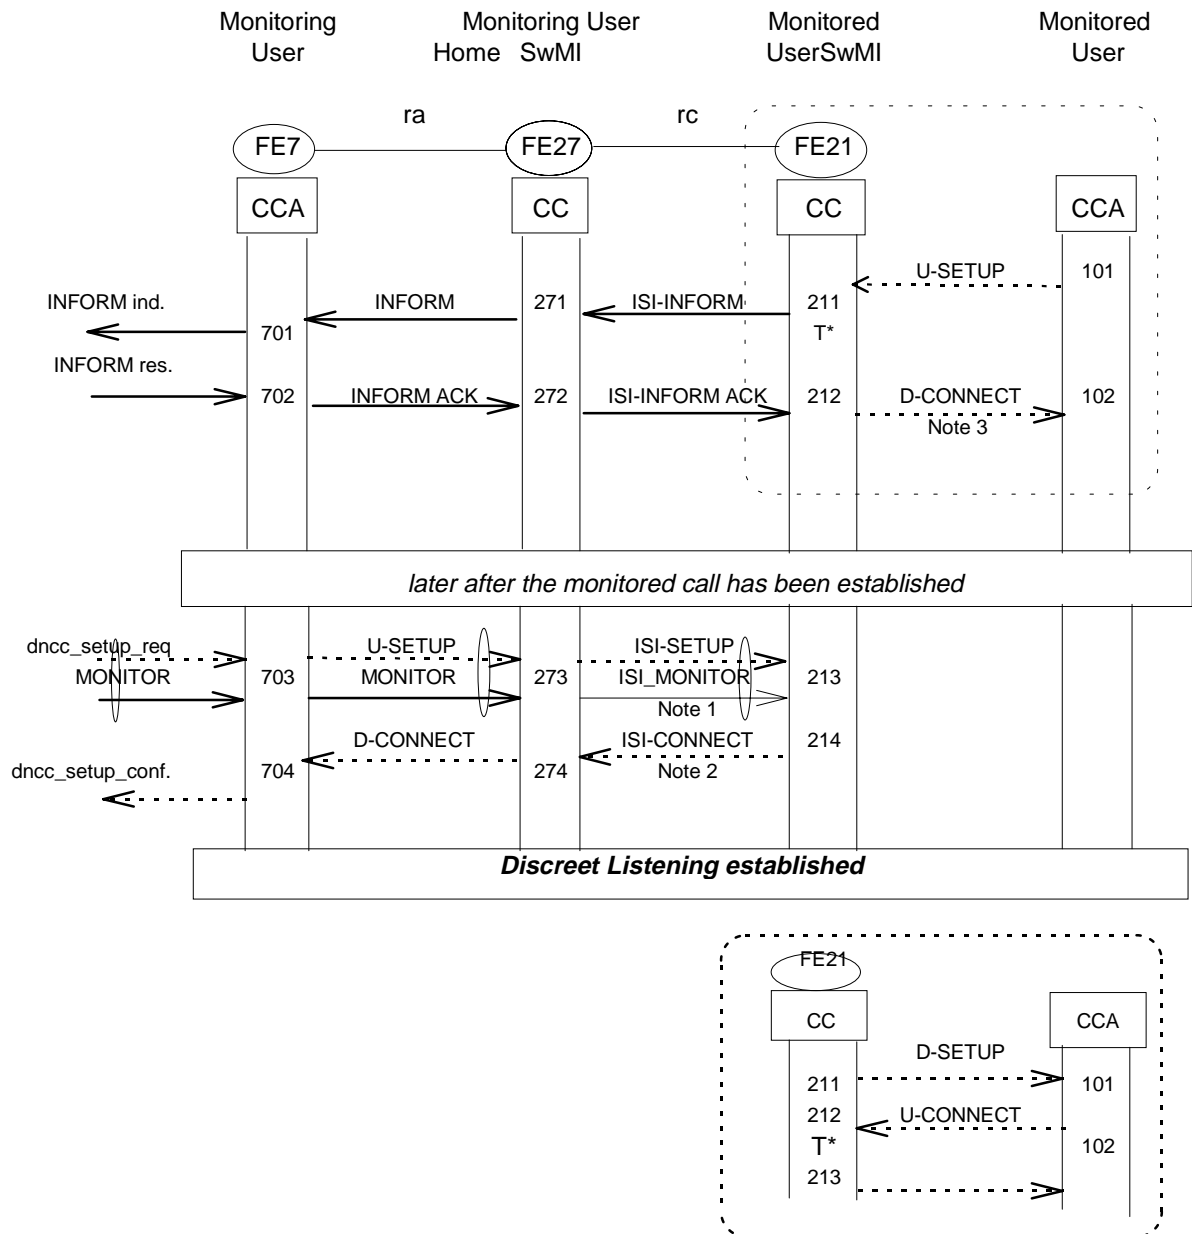 Monitoring User
Monitoring User Home SwMI
Monitored UserSwMI
Monitored User
ra
rc
FE7
FE27
FE21
CCA
CC
CC
CCA
U-SETUP
101
INFORM ind.
INFORM
271
ISI-INFORM
211
701
T*
INFORM res.
702
INFORM ACK
272
ISI-INFORM ACK
212
D-CONNECT
102
Note 3
later after the monitored call has been established
dncc_setup_req
U-SETUP
ISI-SETUP
MONITOR
703
MONITOR
273
ISI_MONITOR
213
Note 1
D-CONNECT
ISI-CONNECT
214
dncc_setup_conf.
704
274
Note 2
Discreet Listening established
FE21
CC
CCA
D-SETUP
211
101
212
U-CONNECT
T*
102
213